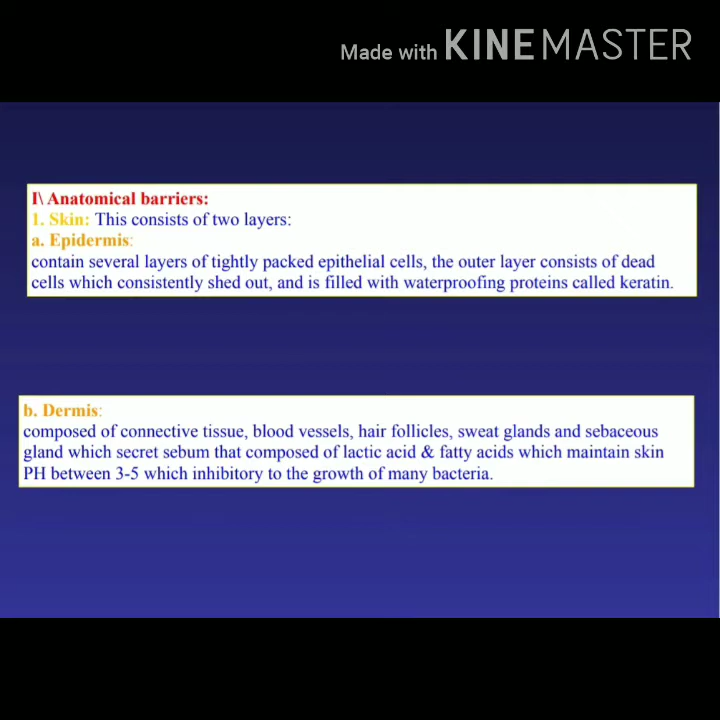 Made with KINEMASTER
I\ Anatomical barriers:
1. Skin: This consists of two layers:
a. Epidermis:
contain several layers of tightly packed epithelial cells, the outer layer consists of dead
cells which consistently shed out, and is filled with waterproofing proteins called keratin.
b. Dermis:
composed of connective tissue, blood vessels, hair follicles, sweat glands and sebaceous
gland which secret sebum that composed of lactic acid & fatty acids which maintain skin
PH between 3-5 which inhibitory to the growth of many bacteria.